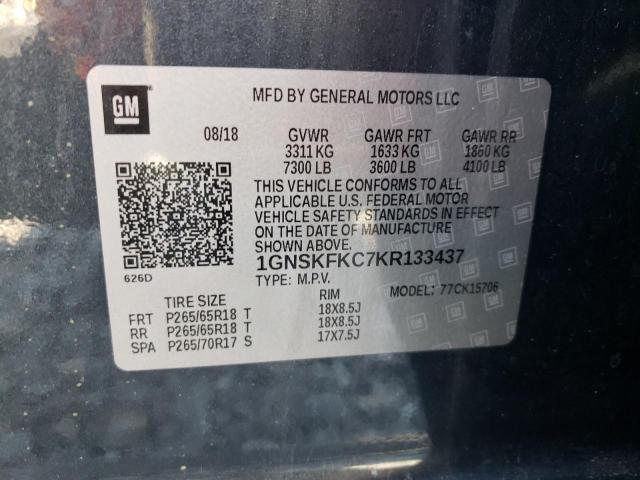 GM
MFD BY GENERAL MOTORS LLC
08/18 GVWR GAWR FRT GAWR RR
3311 KG 1633 KG 1860 KG
7300 LB 3600 LB 4100 LB
THIS VEHICLE CONFORMS TO ALL
APPLICABLE U.S. FEDERAL MOTOR
VEHICLE SAFETY STANDARDS IN EFFECT
ON THE DATE OF MANUFACTURE
SHOWN ABOVE.
1GNSKFKC7KR133437
626D
TYPE: M.P.V. MODEL: 77CK15706
TIRE SIZE RIM
FRT P265/65R18 T 18X8.5J
RR P265/65R18 T 18X8.5J
SPA P265/70R17 S 17X7.5J